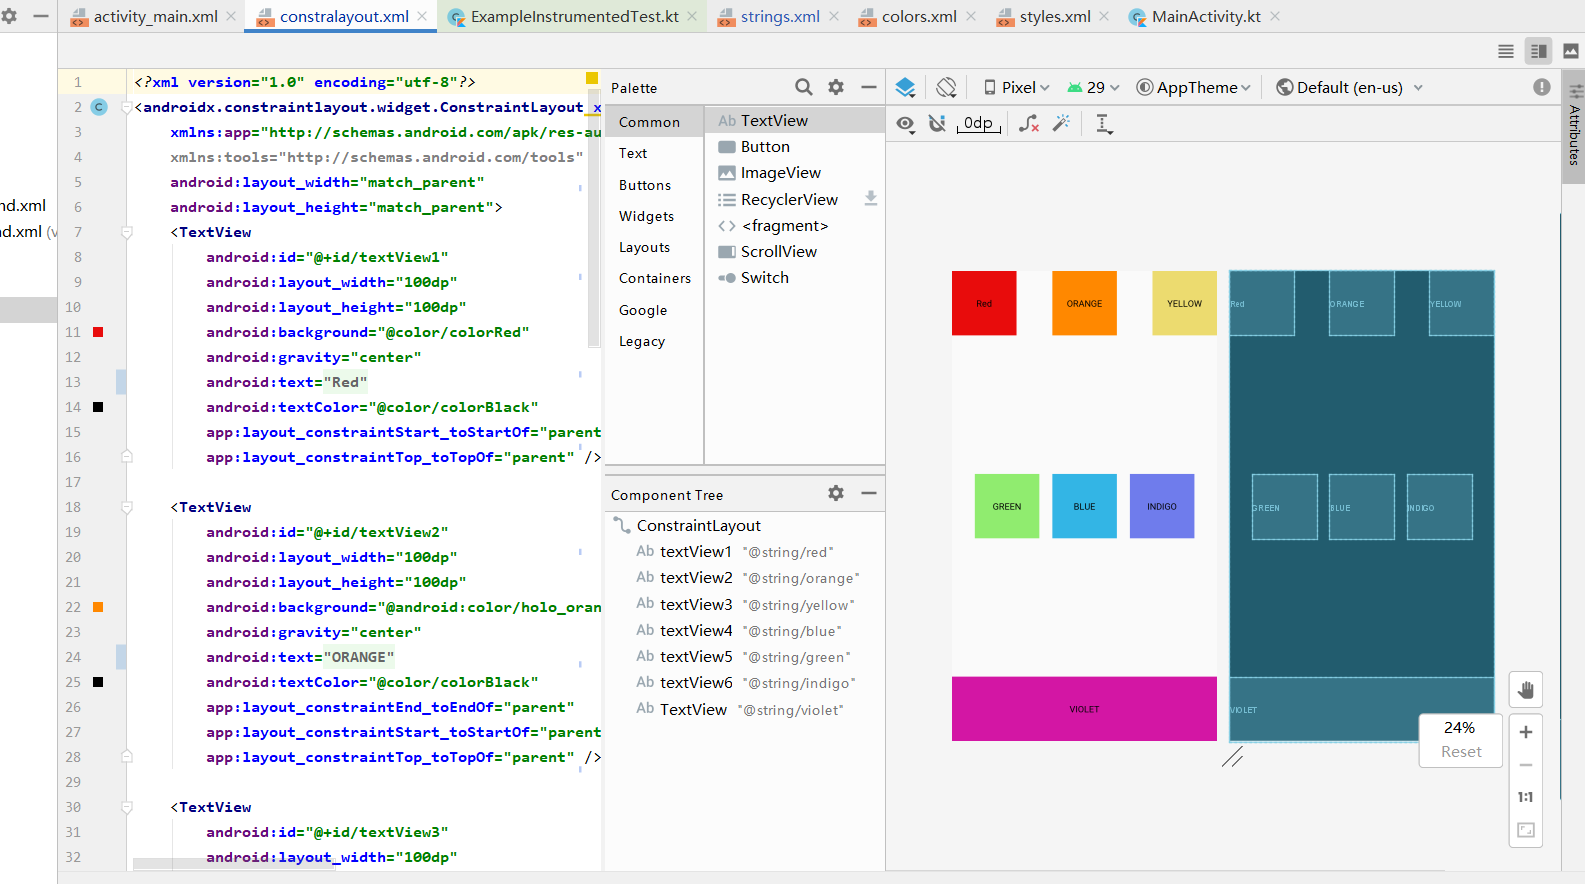 activity_main.xml
constralayout.xml
ExampleInstrumentedTest.kt
strings.xml
colors.xml
styles.xml
MainActivity.kt
nd.xml
nd.xml (v
1 <?xml version="1.0" encoding="utf-8"?>
2 C <androidx.constraintlayout.widget.ConstraintLayout x
3 xmlns:app="http://schemas.android.com/apk/res-au
4 xmlns:tools="http://schemas.android.com/tools"
5 android:layout_width="match_parent"
6 android:layout_height="match_parent">
7 <TextView
8 android:id="@+id/textView1"
9 android:layout_width="100dp"
10 android:layout_height="100dp"
11 android:background="@color/colorRed"
12 android:gravity="center"
13 android:text="Red"
14 android:textColor="@color/colorBlack"
15 app:layout_constraintStart_toStartOf="parent
16 app:layout_constraintTop_toTopOf="parent" />
17
18 <TextView
19 android:id="@+id/textView2"
20 android:layout_width="100dp"
21 android:layout_height="100dp"
22 android:background="@android:color/holo_oran
23 android:gravity="center"
24 android:text="ORANGE"
25 android:textColor="@color/colorBlack"
26 app:layout_constraintEnd_toEndOf="parent"
27 app:layout_constraintStart_toStartOf="parent
28 app:layout_constraintTop_toTopOf="parent" />
29
30 <TextView
31 android:id="@+id/textView3"
32 android:layout_width="100dp"
Palette
Common
Text
Buttons
Widgets
Layouts
Containers
Google
Legacy
Ab TextView
Button
ImageView
RecyclerView
<fragment>
ScrollView
Switch
Component Tree
ConstraintLayout
Ab textView1 "@string/red"
Ab textView2 "@string/orange"
Ab textView3 "@string/yellow"
Ab textView4 "@string/blue"
Ab textView5 "@string/green"
Ab textView6 "@string/indigo"
Ab TextView "@string/violet"
Pixel
29
AppTheme
Default (en-us)
0dp
Attributes
Red
ORANGE
YELLOW
Red
ORANGE
YELLOW
GREEN
BLUE
INDIGO
GREEN
BLUE
INDIGO
VIOLET
VIOLET
24%
Reset
1:1